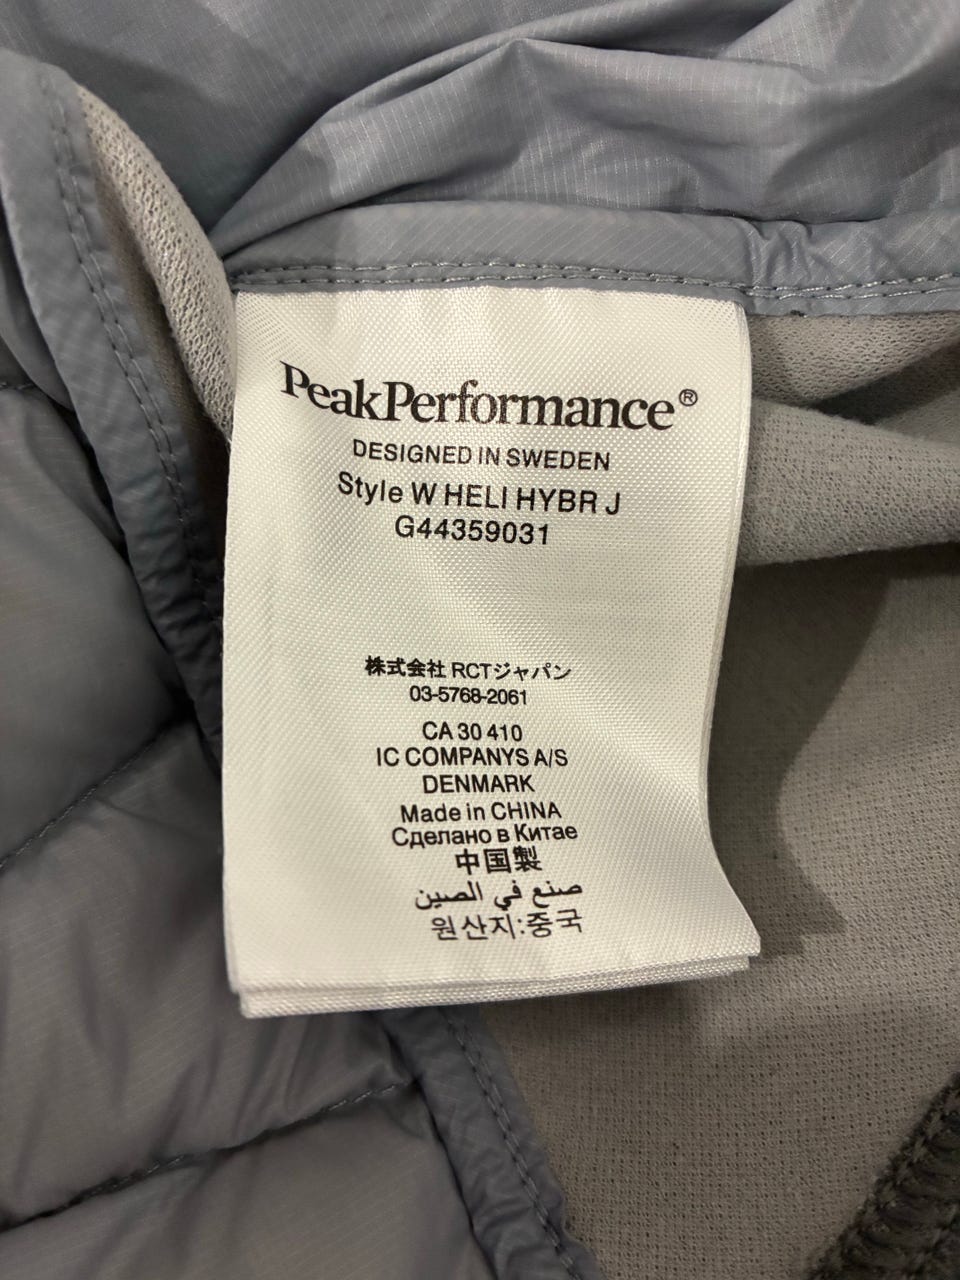 PeakPerformance®
DESIGNED IN SWEDEN
Style W HELI HYBR J
G44359031
株式会社 RCTジャパン
03-5768-2061
CA 30 410
IC COMPANYS A/S
DENMARK
Made in CHINA
Сделано в Китае
中国製
صنع في الصين
원산지:중국